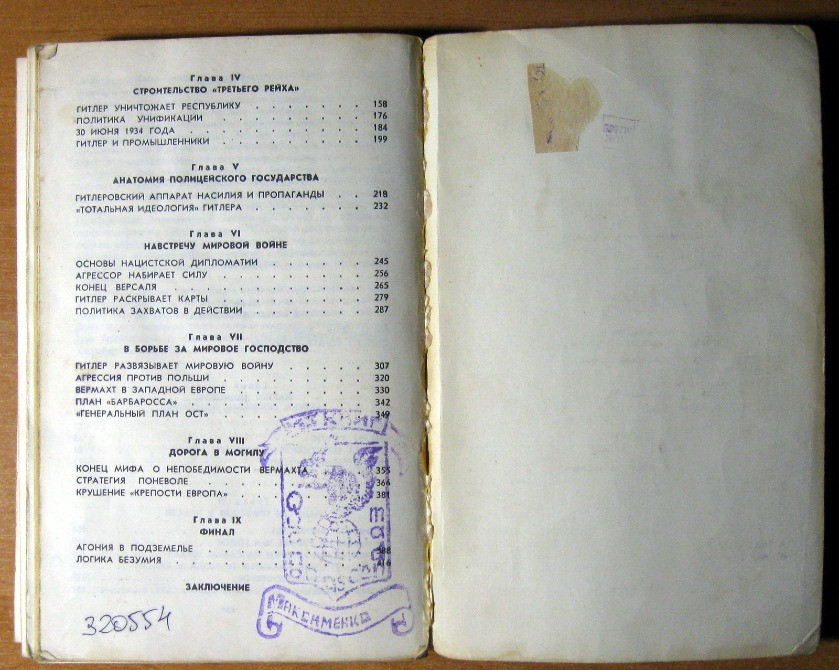 Глава IV
СТРОИТЕЛЬСТВО «ТРЕТЬЕГО РЕЙХА»
ГИТЛЕР УНИЧТОЖАЕТ РЕСПУБЛИКУ . . . . . . . 158
ПОЛИТИКА УНИФИКАЦИИ . . . . . . . . . 176
30 ИЮНЯ 1934 ГОДА . . . . . . . . . . 184
ГИТЛЕР И ПРОМЫШЛЕННИКИ . . . . . . . . 199
Глава V
АНАТОМИЯ ПОЛИЦЕЙСКОГО ГОСУДАРСТВА
ГИТЛЕРОВСКИЙ АППАРАТ НАСИЛИЯ И ПРОПАГАНДЫ . . 218
«ТОТАЛЬНАЯ ИДЕОЛОГИЯ» ГИТЛЕРА . . . . . . 232
Глава VI
НАВСТРЕЧУ МИРОВОЙ ВОЙНЕ
ОСНОВЫ НАЦИСТСКОЙ ДИПЛОМАТИИ . . . . . . 245
АГРЕССОР НАБИРАЕТ СИЛУ . . . . . . . . 256
КОНЕЦ ВЕРСАЛЯ . . . . . . . . . . . 265
ГИТЛЕР РАСКРЫВАЕТ КАРТЫ . . . . . . . . 279
ПОЛИТИКА ЗАХВАТОВ В ДЕЙСТВИИ . . . . . . 287
Глава VII
В БОРЬБЕ ЗА МИРОВОЕ ГОСПОДСТВО
ГИТЛЕР РАЗВЯЗЫВАЕТ МИРОВУЮ ВОЙНУ . . . . . 307
АГРЕССИЯ ПРОТИВ ПОЛЬШИ . . . . . . . . 320
ВЕРМАХТ В ЗАПАДНОЙ ЕВРОПЕ . . . . . . . 330
ПЛАН «БАРБАРОССА» . . . . . . . . . . 342
«ГЕНЕРАЛЬНЫЙ ПЛАН ОСТ» . . . . . . . . 349
Глава VIII
ДОРОГА В МОГИЛУ
КОНЕЦ МИФА О НЕПОБЕДИМОСТИ ВЕРМАХТА . . . . 355
СТРАТЕГИЯ ПОНЕВОЛЕ . . . . . . . . . 366
КРУШЕНИЕ «КРЕПОСТИ ЕВРОПА» . . . . . . . 381
Глава IX
ФИНАЛ
АГОНИЯ В ПОДЗЕМЕЛЬЕ . . . . . . . . . 388
ЛОГИКА БЕЗУМИЯ . . . . . . . . . . . 416
ЗАКЛЮЧЕНИЕ
МАКСИМЕНКО
320554